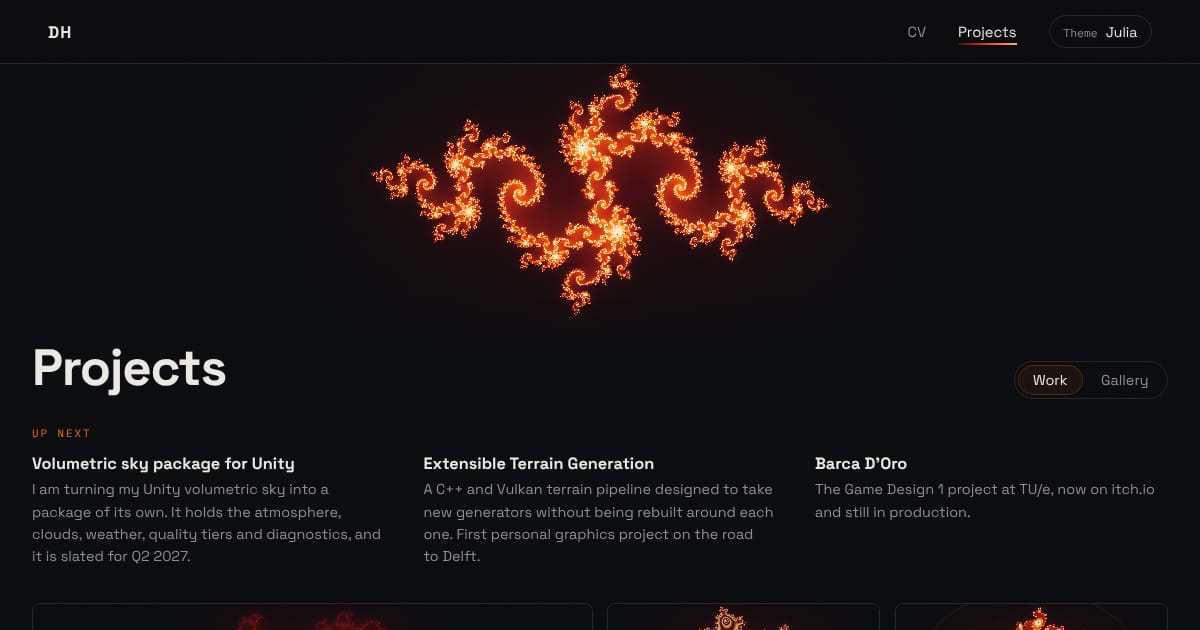 DH
CV
Projects
Theme Julia
Projects
Work
Gallery
UP NEXT
Volumetric sky package for Unity
I am turning my Unity volumetric sky into a
package of its own. It holds the atmosphere,
clouds, weather, quality tiers and diagnostics, and
it is slated for Q2 2027.
Extensible Terrain Generation
A C++ and Vulkan terrain pipeline designed to take
new generators without being rebuilt around each
one. First personal graphics project on the road
to Delft.
Barca D’Oro
The Game Design 1 project at TU/e, now on itch.io
and still in production.